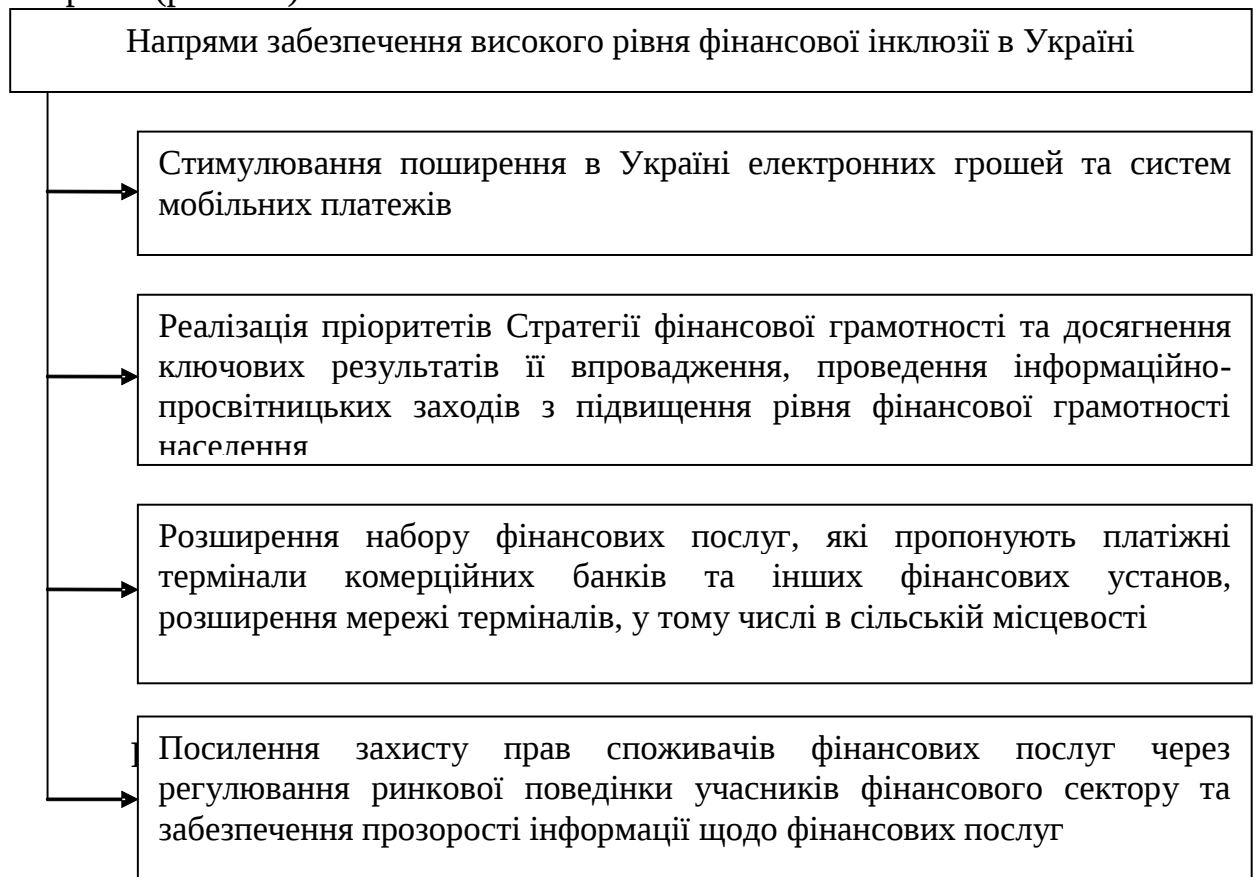 Напрями забезпечення високого рівня фінансової інклюзії в Україні
Стимулювання поширення в Україні електронних грошей та систем
мобільних платежів
Реалізація пріоритетів Стратегії фінансової грамотності та досягнення
ключових результатів її впровадження, проведення інформаційно-
просвітницьких заходів з підвищення рівня фінансової грамотності
населення
Розширення набору фінансових послуг, які пропонують платіжні
термінали комерційних банків та інших фінансових установ,
розширення мережі терміналів, у тому числі в сільській місцевості
Посилення захисту прав споживачів фінансових послуг через
регулювання ринкової поведінки учасників фінансового сектору та
забезпечення прозорості інформації щодо фінансових послуг